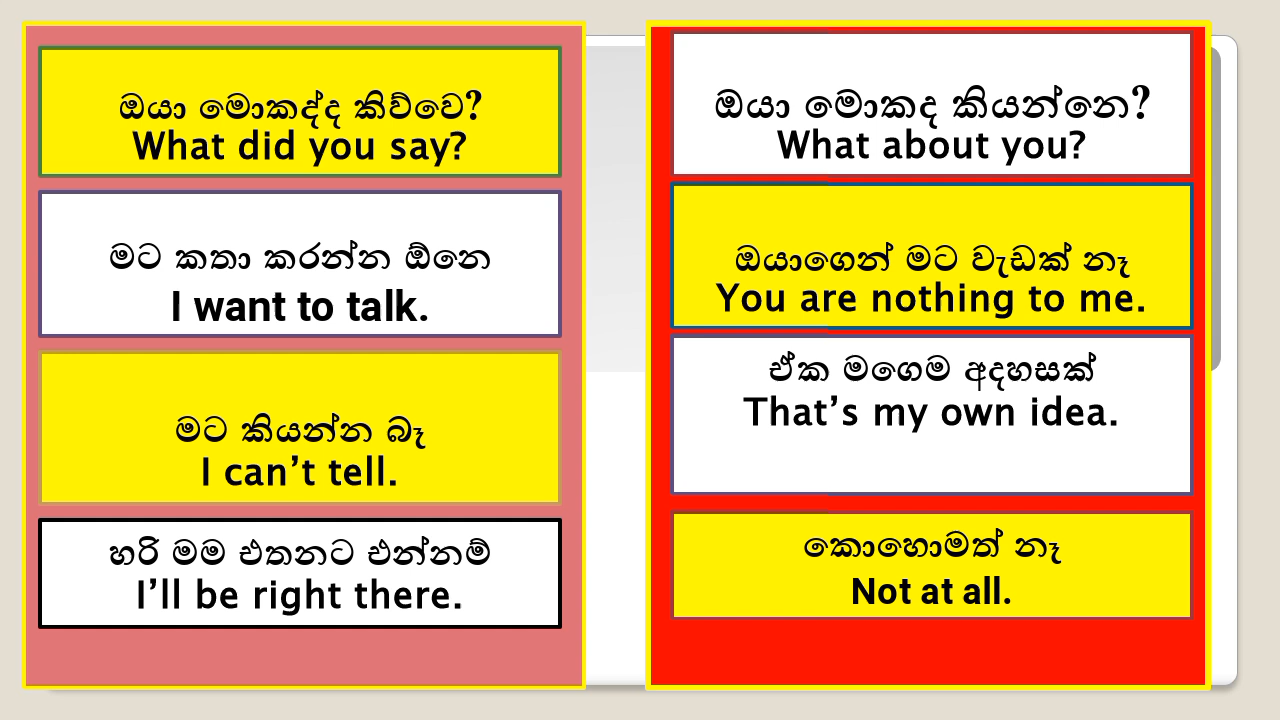 ඔයා මොකද්ද කිව්වෙ?
What did you say?
මට කතා කරන්න ඕනෙ
I want to talk.
මට කියන්න බෑ
I can’t tell.
හරි මම එතනට එන්නම්
I’ll be right there.
ඔයා මොකද කියන්නෙ?
What about you?
ඔයාගෙන් මට වැඩක් නෑ
You are nothing to me.
ඒක මගෙම අදහසක්
That’s my own idea.
කොහොමත් නෑ
Not at all.